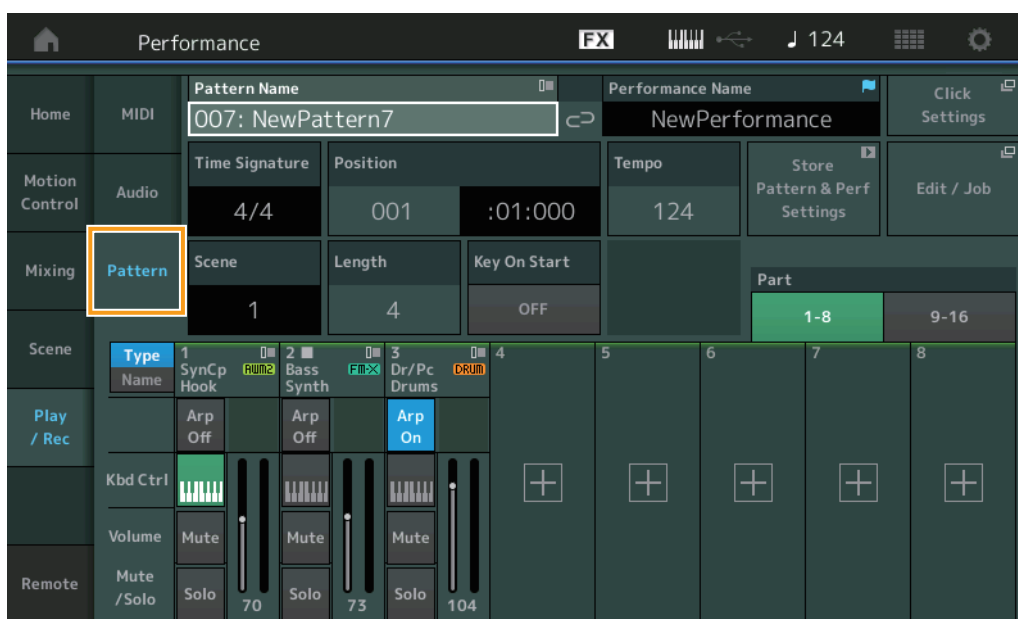 Performance
FX
♩ 124
Home
Motion
Control
Mixing
Scene
Play
/ Rec
Remote
MIDI
Audio
Pattern
Pattern Name
007: NewPattern7
Performance Name
NewPerformance
Click
Settings
Time Signature
4/4
Position
001
:01:000
Tempo
124
Store
Pattern & Perf
Settings
Edit / Job
Scene
1
Length
4
Key On Start
OFF
Part
1-8
9-16
Type
Name
1
SynCp
AWM2
Hook
2
Bass
FM-X
Synth
3
Dr/Pc
DRUM
Drums
4
5
6
7
8
Arp
Off
Arp
Off
Arp
On
Kbd Ctrl
Volume
Mute
Mute
Mute
Mute
/Solo
Solo
70
Solo
73
Solo
104